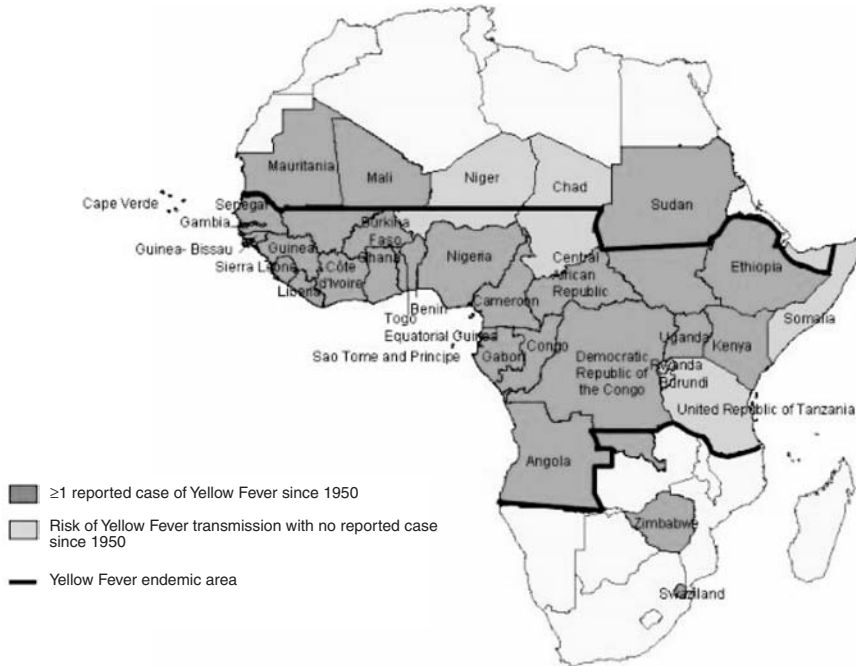 Mauritania
Mali
Niger
Chad
Sudan
Cape Verde
Senegal
Gambia
Burkina
Faso
Guinea- Bissau
Guinea
Ghana
Nigeria
Central
African
Republic
Ethiopia
Sierra Leone
Côte
d'Ivoire
Liberia
Benin
Togo
Cameroon
Somalia
Equatorial Guinea
Sao Tome and Principe
Gabon
Congo
Democratic
Republic of
the Congo
Uganda
Kenya
Rwanda
Burundi
United Republic of Tanzania
Angola
Zimbabwe
Swaziland
≥1 reported case of Yellow Fever since 1950
Risk of Yellow Fever transmission with no reported case
since 1950
Yellow Fever endemic area